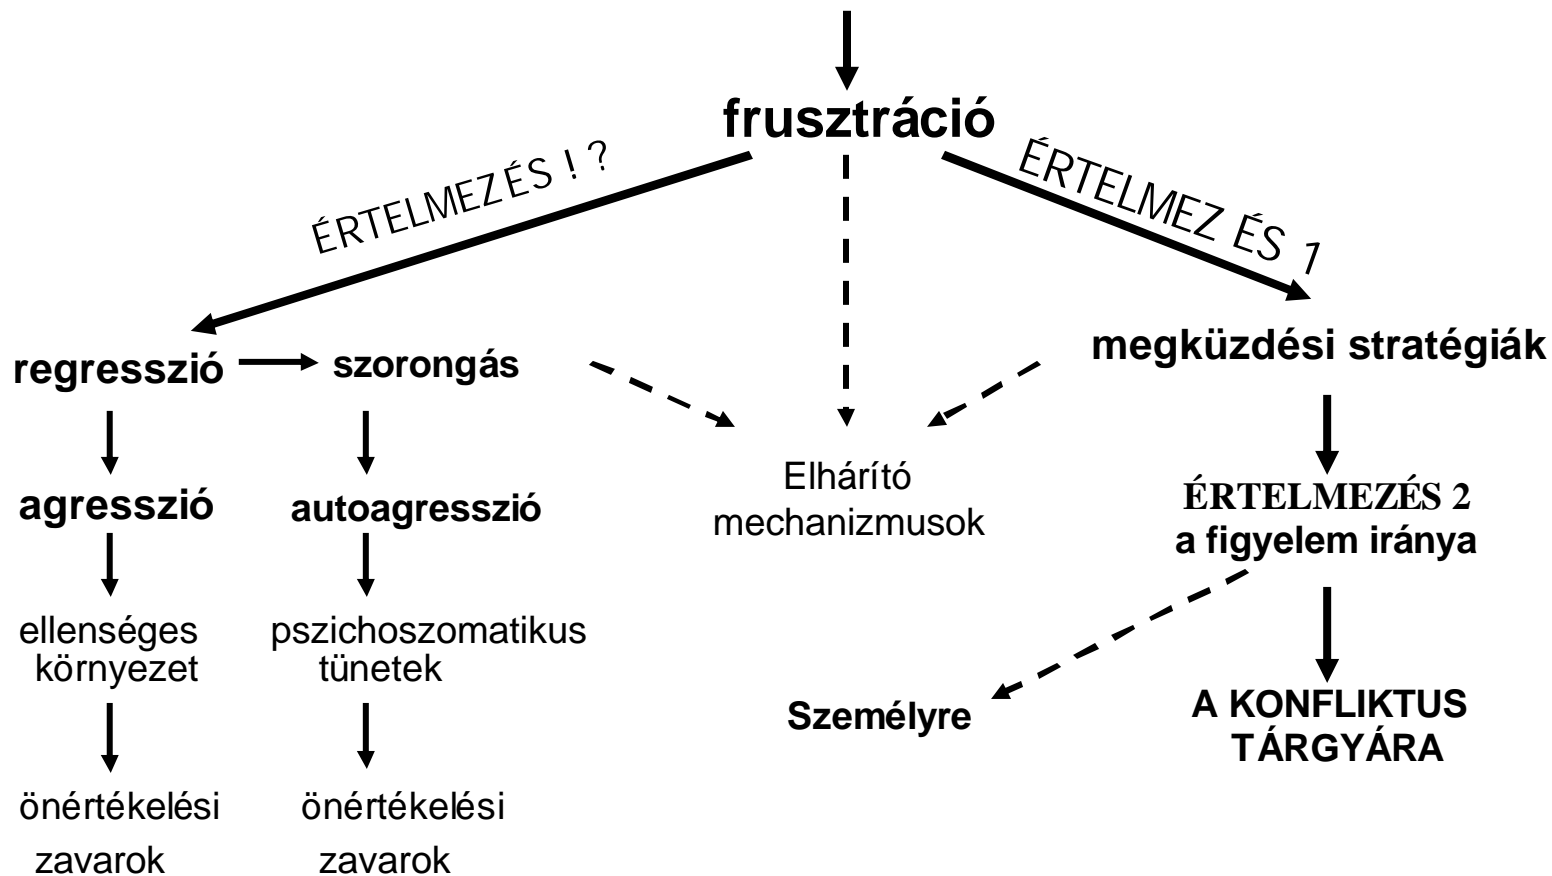 frusztráció
ÉRTELMEZÉS ! ?
ÉRTELMEZ ÉS 1
regresszió
szorongás
megküzdési stratégiák
agresszió
autoagresszió
Elhárító
mechanizmusok
ÉRTELMEZÉS 2
a figyelem iránya
ellenséges
környezet
pszichoszomatikus
tünetek
Személyre
A KONFLIKTUS
TÁRGYÁRA
önértékelési
zavarok
önértékelési
zavarok